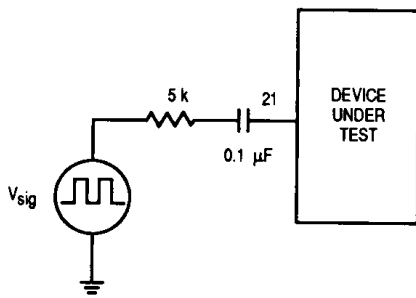 5 k
21
0.1 µF
DEVICE
UNDER
TEST
Vsig